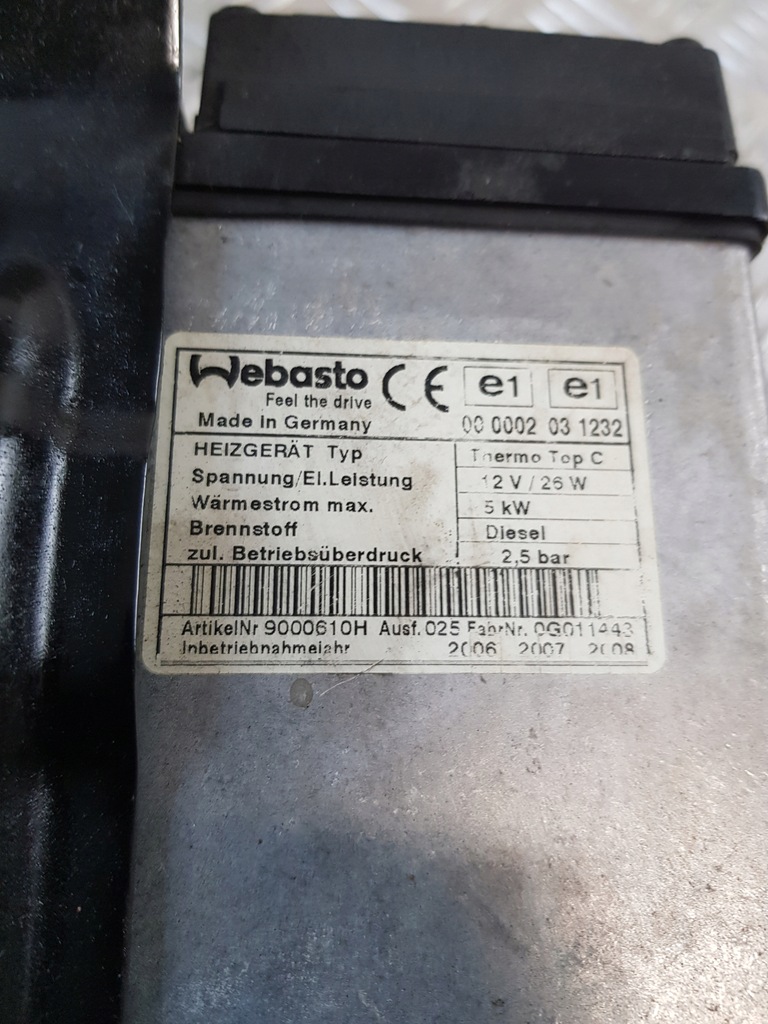 Webasto
Feel the drive
Made in Germany
CE e1 e1
00 0002 03 1232
HEIZGERÄT Typ Thermo Top C
Spannung/El.Leistung 12 V / 26 W
Wärmestrom max. 5 kW
Brennstoff Diesel
zul. Betriebsüberdruck 2,5 bar
ArtikelNr 9000610H Ausf. 025 FabrNr. 0G011443
Inbetriebnahmejahr 2006 2007 2008